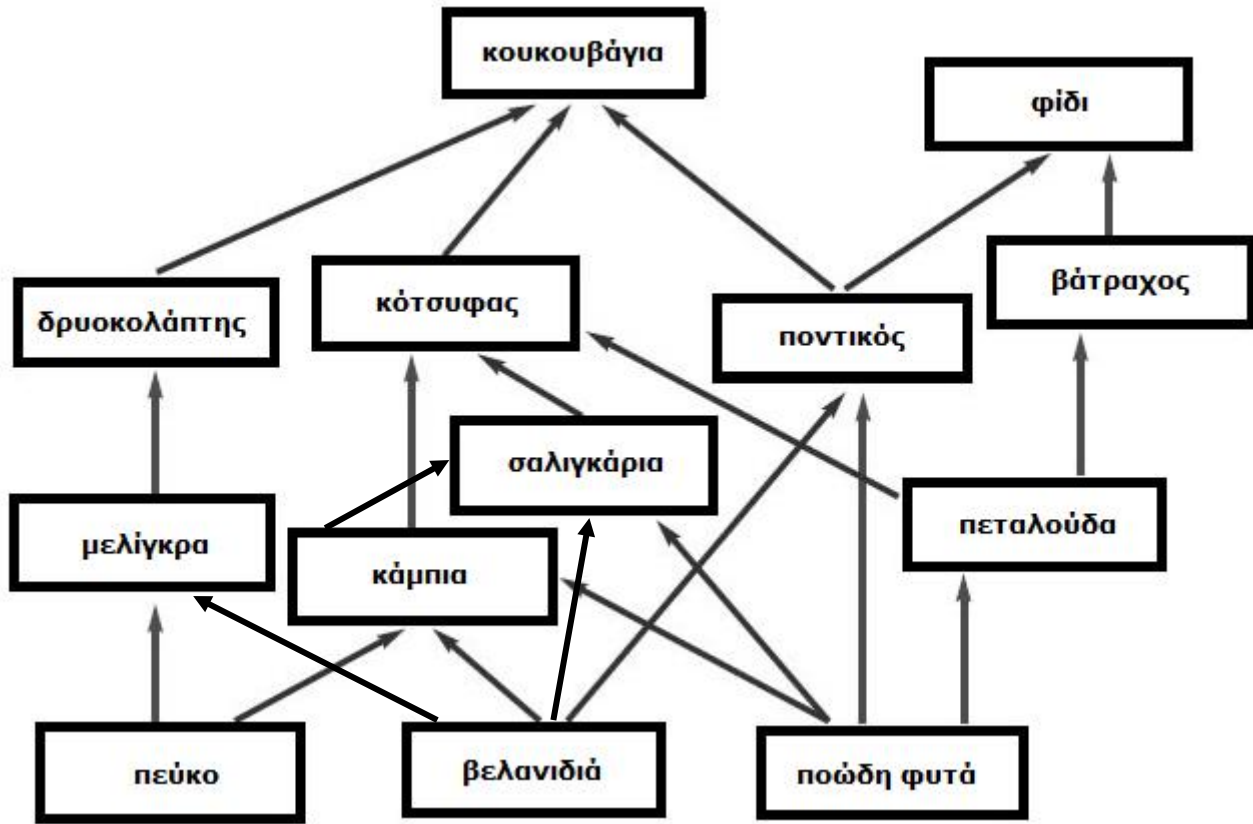 κουκουβάγια
φίδι
δρυοκολάπτης
κότσυφας
ποντικός
βάτραχος
σαλιγκάρια
μελίγκρα
κάμπια
πεταλούδα
πεύκο
βελανιδιά
ποώδη φυτά